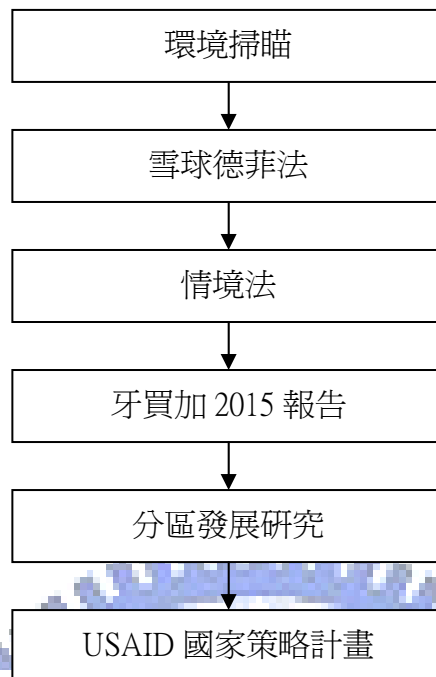 環境掃瞄
雪球德菲法
情境法
牙買加 2015 報告
分區發展研究
USAID 國家策略計畫